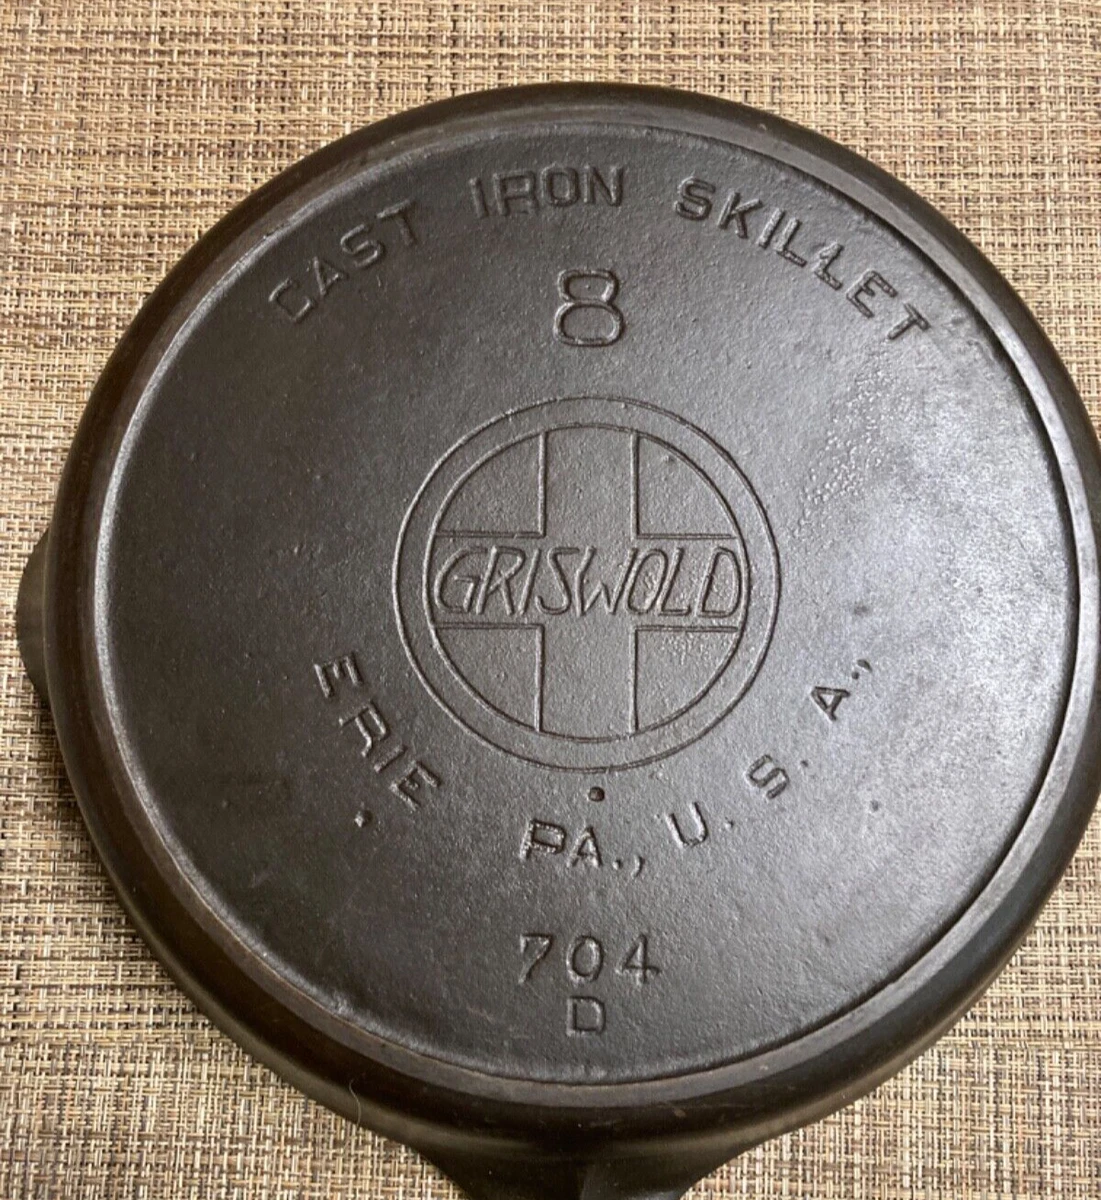 CAST IRON SKILLET
8
GRISWOLD
ERIE PA., U.S.A.,
704
D